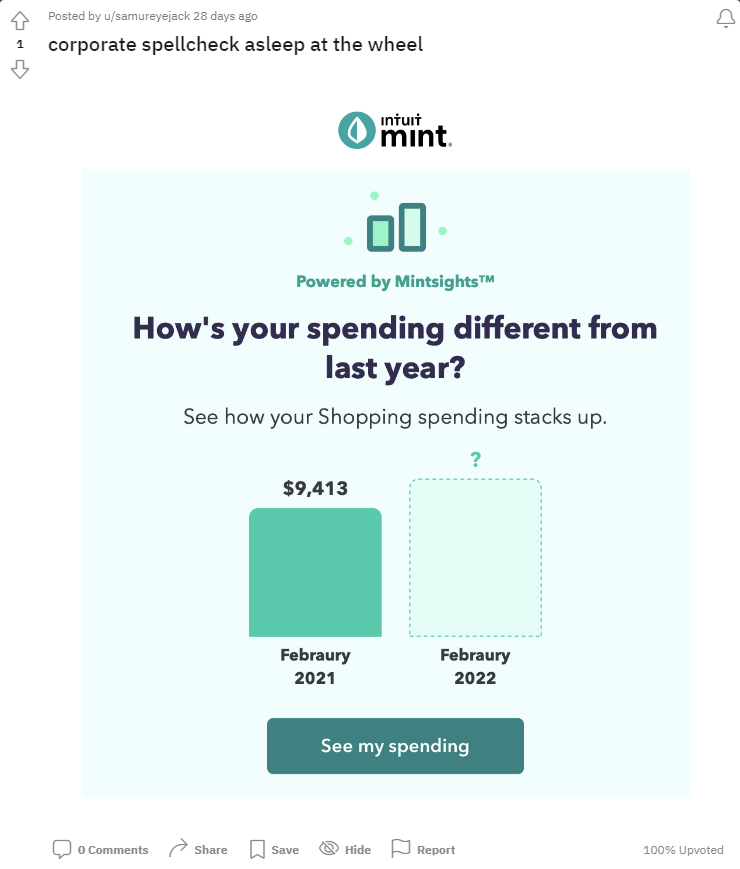 Posted by u/samureyejack 28 days ago
1
corporate spellcheck asleep at the wheel
intuit
mint.
Powered by Mintsights™
How's your spending different from
last year?
See how your Shopping spending stacks up.
?
$9,413
Febraury
2021
Febraury
2022
See my spending
0 Comments
Share
Save
Hide
Report
100% Upvoted